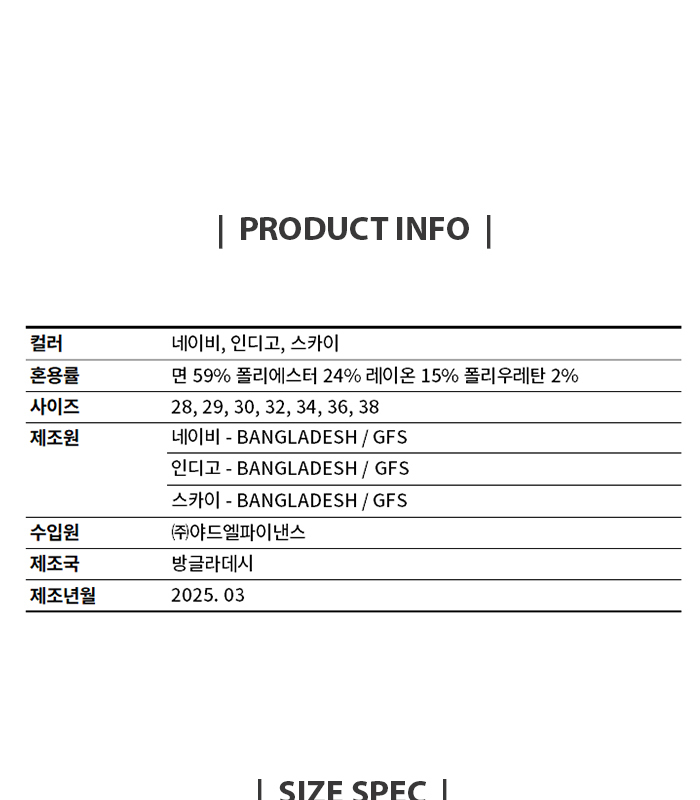 | PRODUCT INFO |
컬러 네이비, 인디고, 스카이
혼용률 면 59% 폴리에스터 24% 레이온 15% 폴리우레탄 2%
사이즈 28, 29, 30, 32, 34, 36, 38
제조원 네이비 - BANGLADESH / GFS
인디고 - BANGLADESH / GFS
스카이 - BANGLADESH / GFS
수입원 ㈜야드엘파이낸스
제조국 방글라데시
제조년월 2025. 03
| SIZE SPEC |